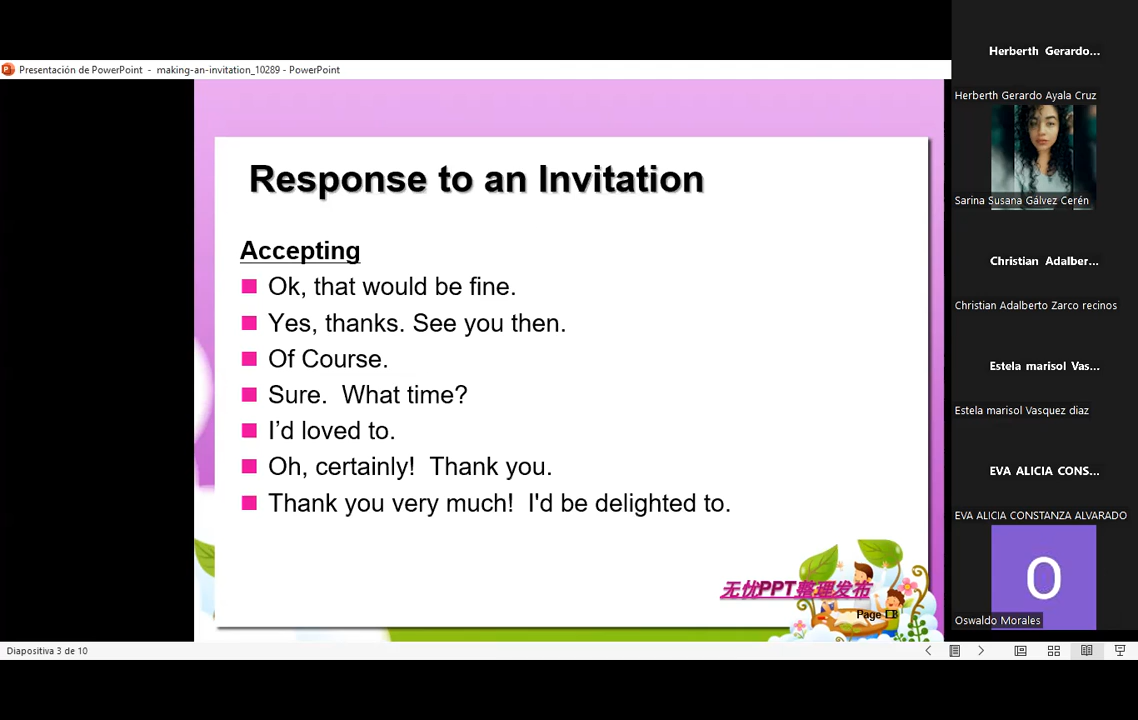 Presentación de PowerPoint - making-an-invitation_10289 - PowerPoint
Response to an Invitation
Accepting
Ok, that would be fine.
Yes, thanks. See you then.
Of Course.
Sure. What time?
I’d loved to.
Oh, certainly! Thank you.
Thank you very much! I'd be delighted to.
无忧PPT整理发布
Page
Diapositiva 3 de 10
Herberth Gerardo...
Herberth Gerardo Ayala Cruz
Sarina Susana Gálvez Cerén
Christian Adalber...
Christian Adalberto Zarco recinos
Estela marisol Vas...
Estela marisol Vasquez diaz
EVA ALICIA CONS...
EVA ALICIA CONSTANZA ALVARADO
O
Oswaldo Morales